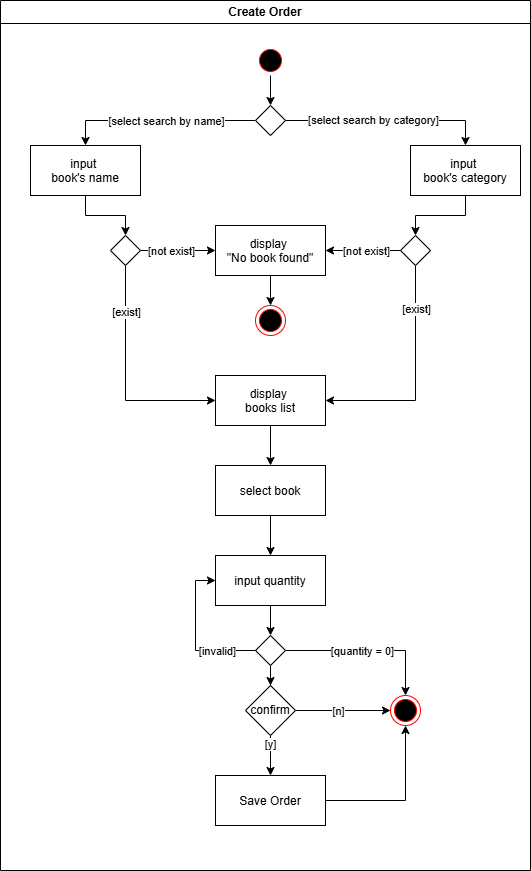 Create Order
[select search by name]
[select search by category]
input
book's name
input
book's category
[not exist]
display
"No book found"
[not exist]
[exist]
[exist]
display
books list
select book
input quantity
[invalid]
[quantity = 0]
confirm
[n]
[y]
Save Order